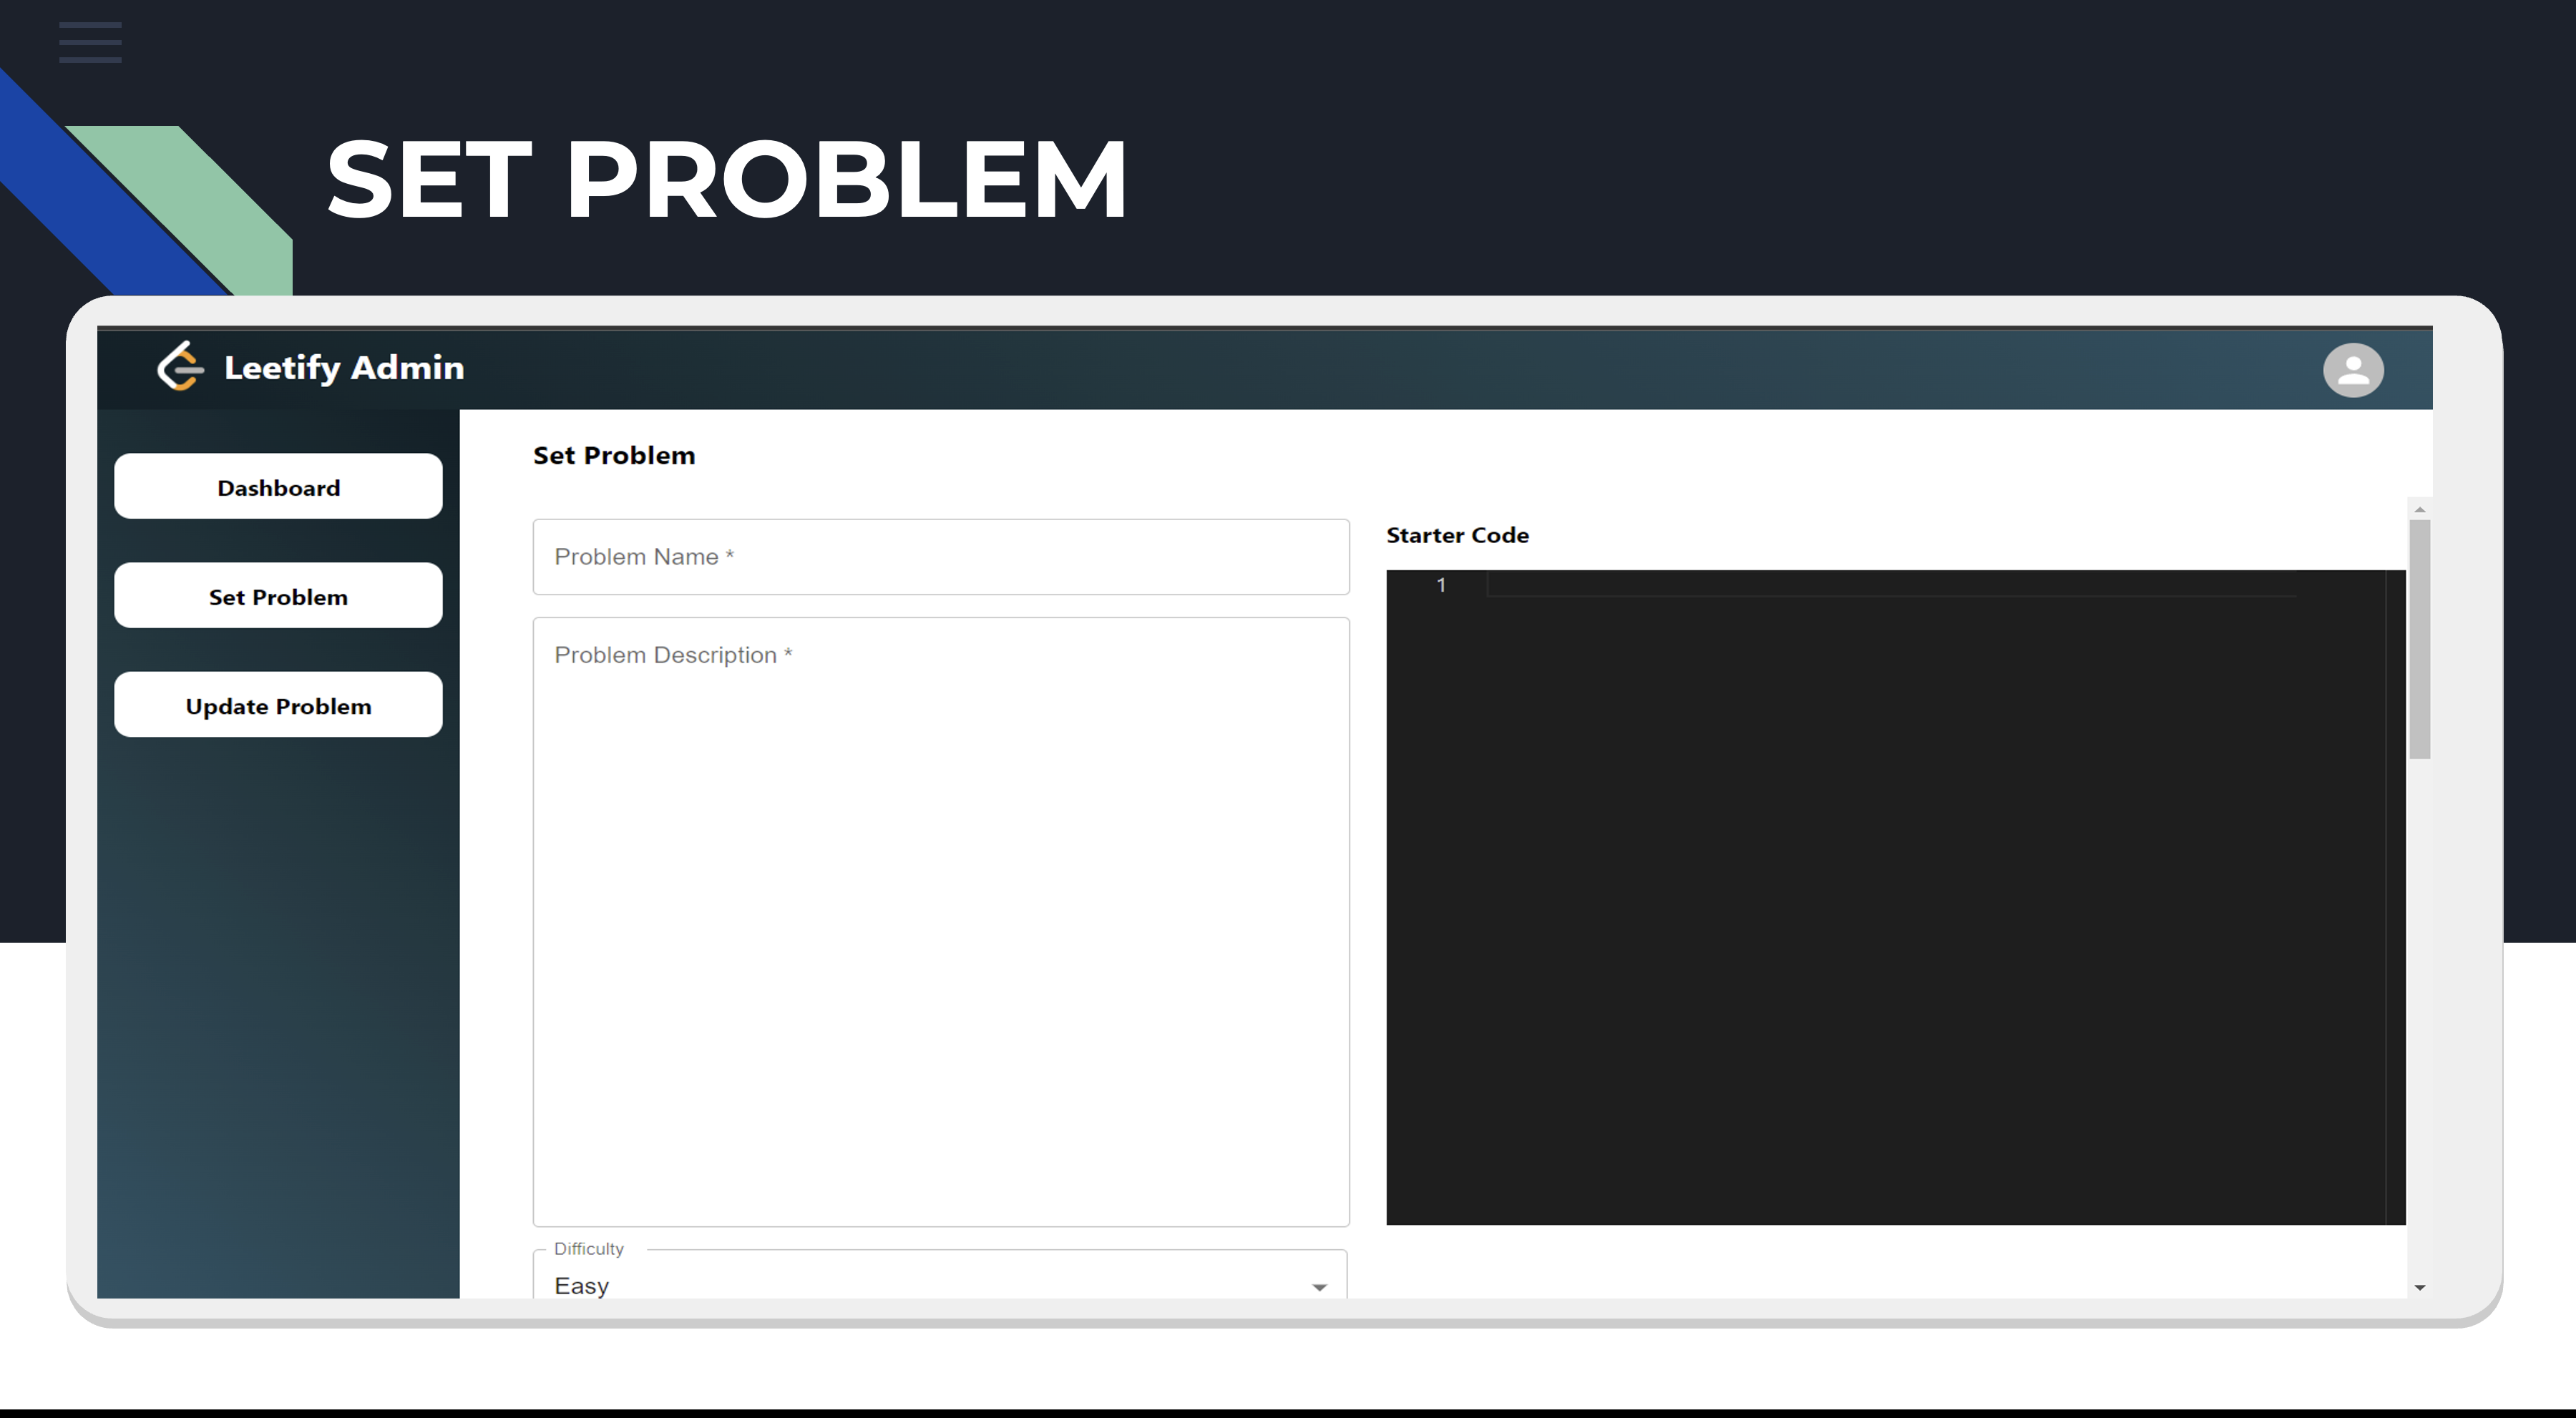 SET PROBLEM
Leetify Admin
Dashboard
Set Problem
Update Problem
Set Problem
Problem Name *
Problem Description *
Difficulty
Easy
Starter Code
1